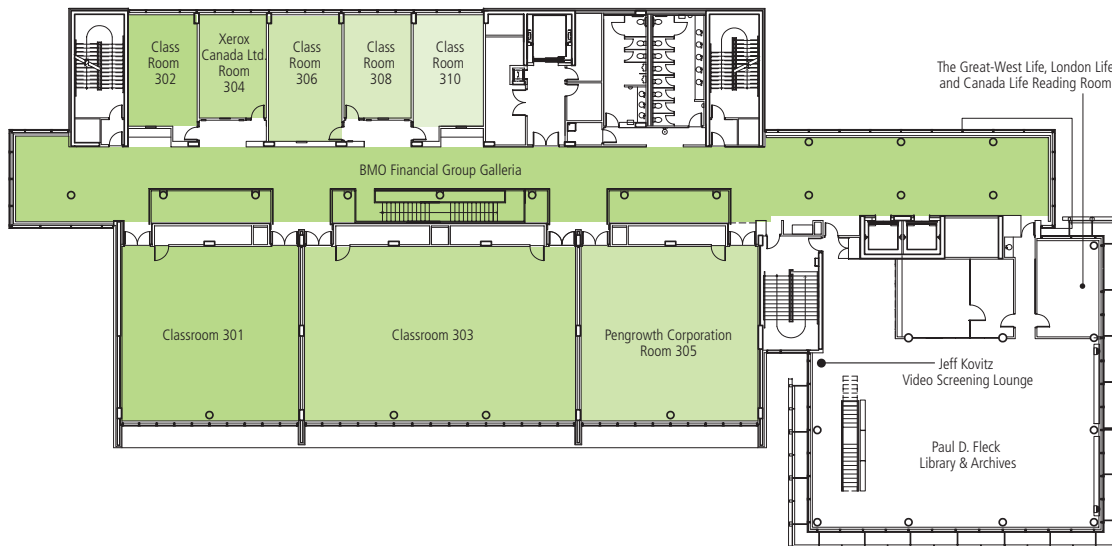 Class
Room
302
Xerox
Canada Ltd.
Room
304
Class
Room
306
Class
Room
308
Class
Room
310
The Great-West Life, London Life
and Canada Life Reading Room
BMO Financial Group Galleria
Classroom 301
Classroom 303
Pengrowth Corporation
Room 305
Jeff Kovitz
Video Screening Lounge
Paul D. Fleck
Library & Archives